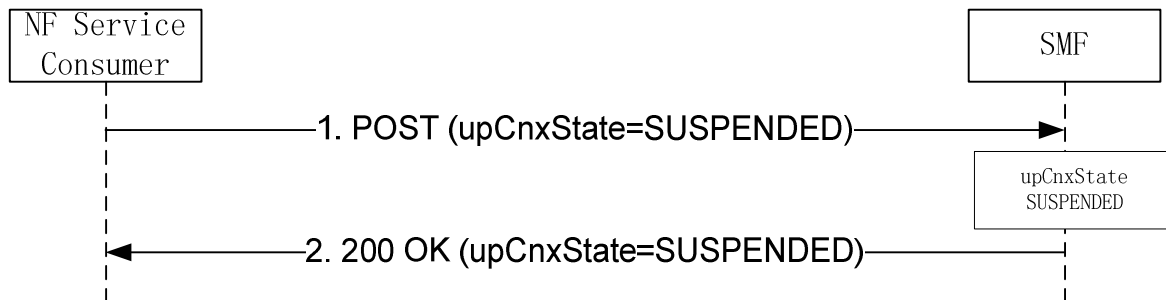 NF Service
Consumer
SMF
1. POST (upCnxState=SUSPENDED)
upCnxState
SUSPENDED
2. 200 OK (upCnxState=SUSPENDED)